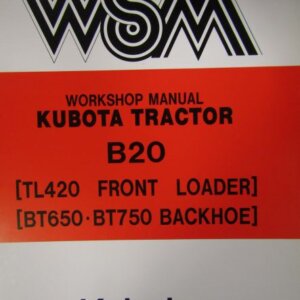 WSM
WORKSHOP MANUAL
KUBOTA TRACTOR
B20
[TL420 FRONT LOADER]
[BT650·BT750 BACKHOE]